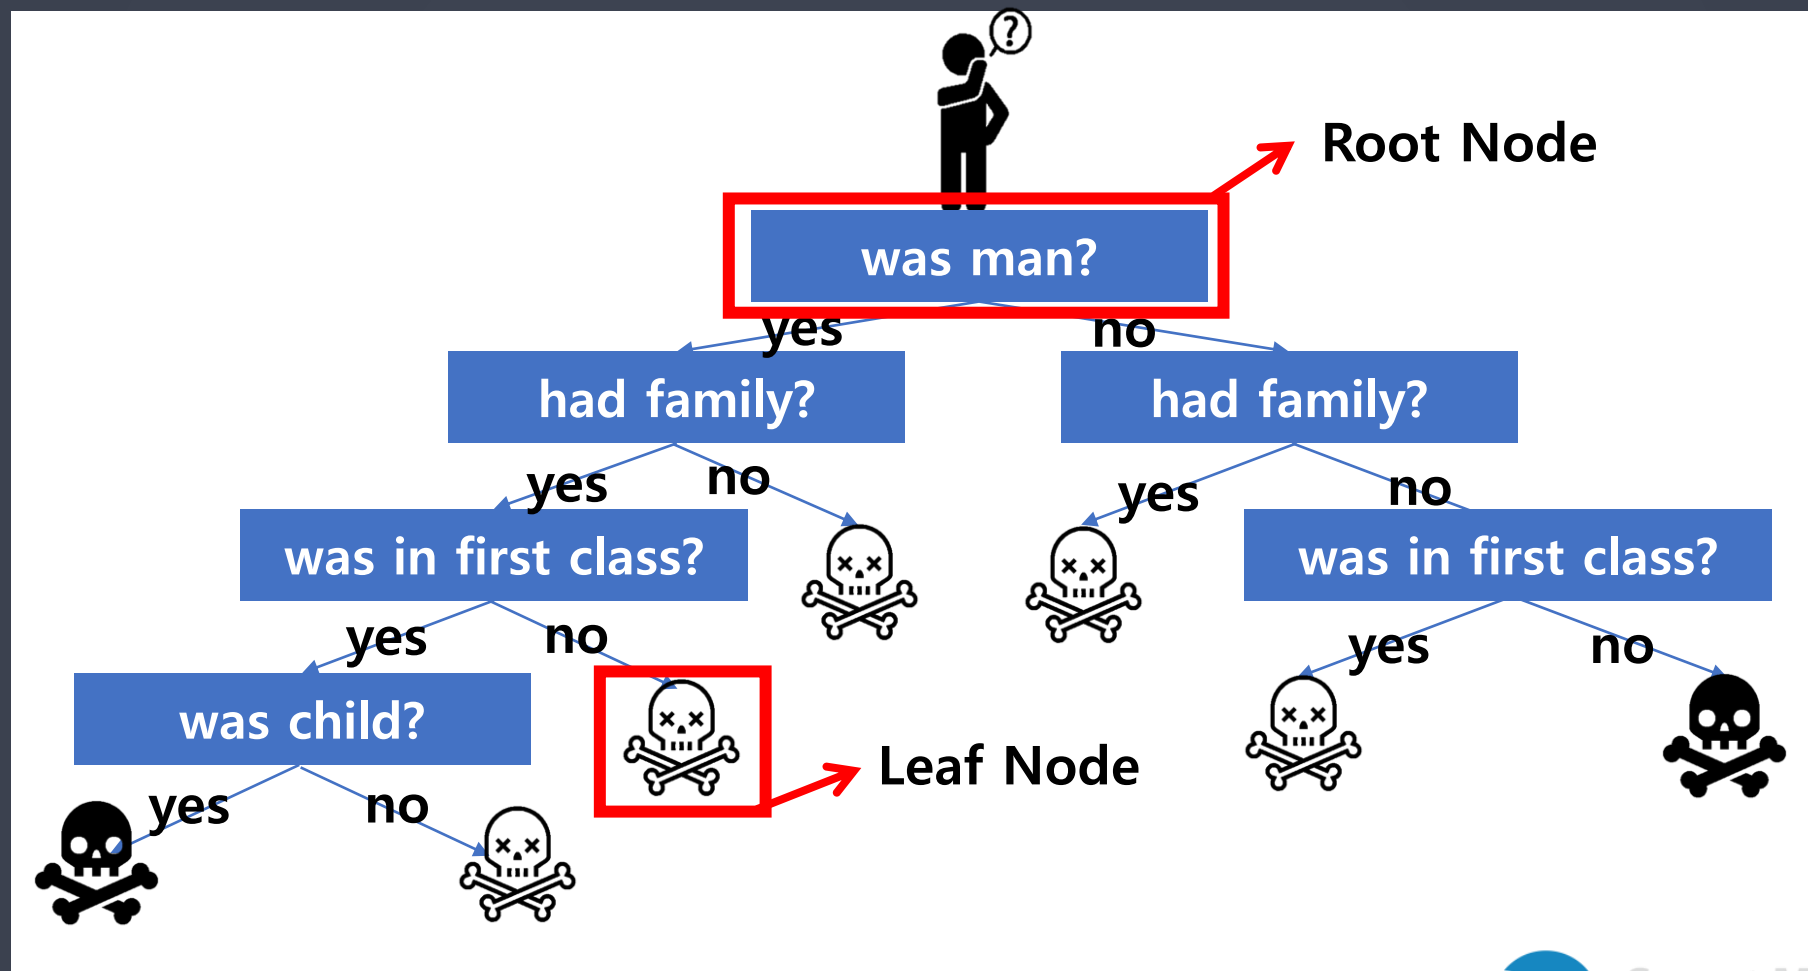 ?
Root Node
was man?
yes
no
had family?
had family?
yes
no
yes
no
was in first class?
was in first class?
yes
no
yes
no
was child?
Leaf Node
yes
no